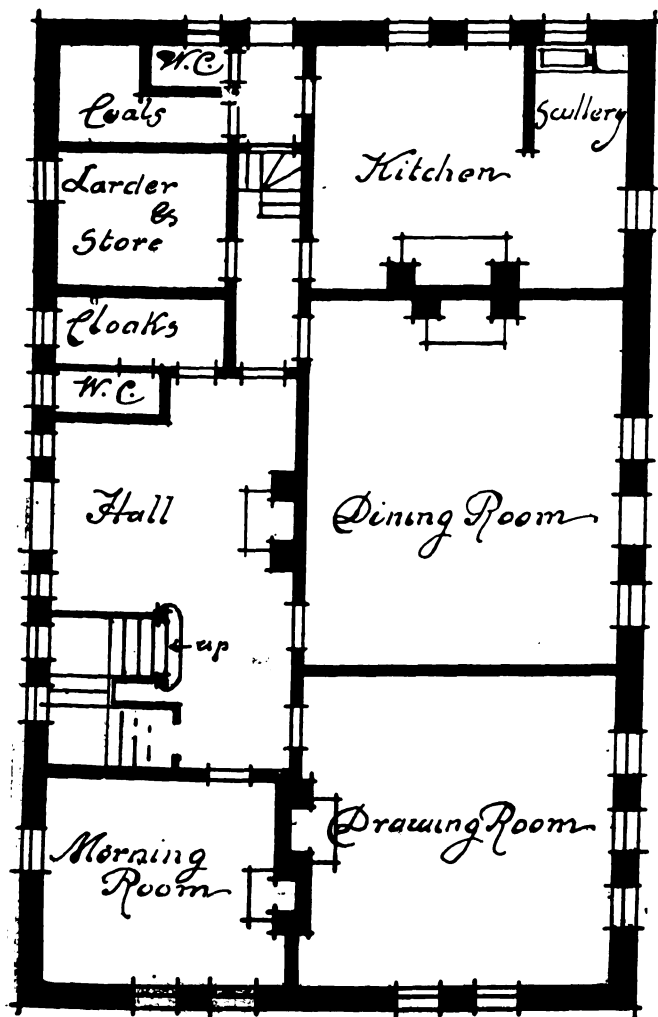 W.C.
Coals
Scullery
Kitchen
Larder
&
Store
Cloaks
W.C.
Hall
Dining Room
up
Drawing Room
Morning
Room